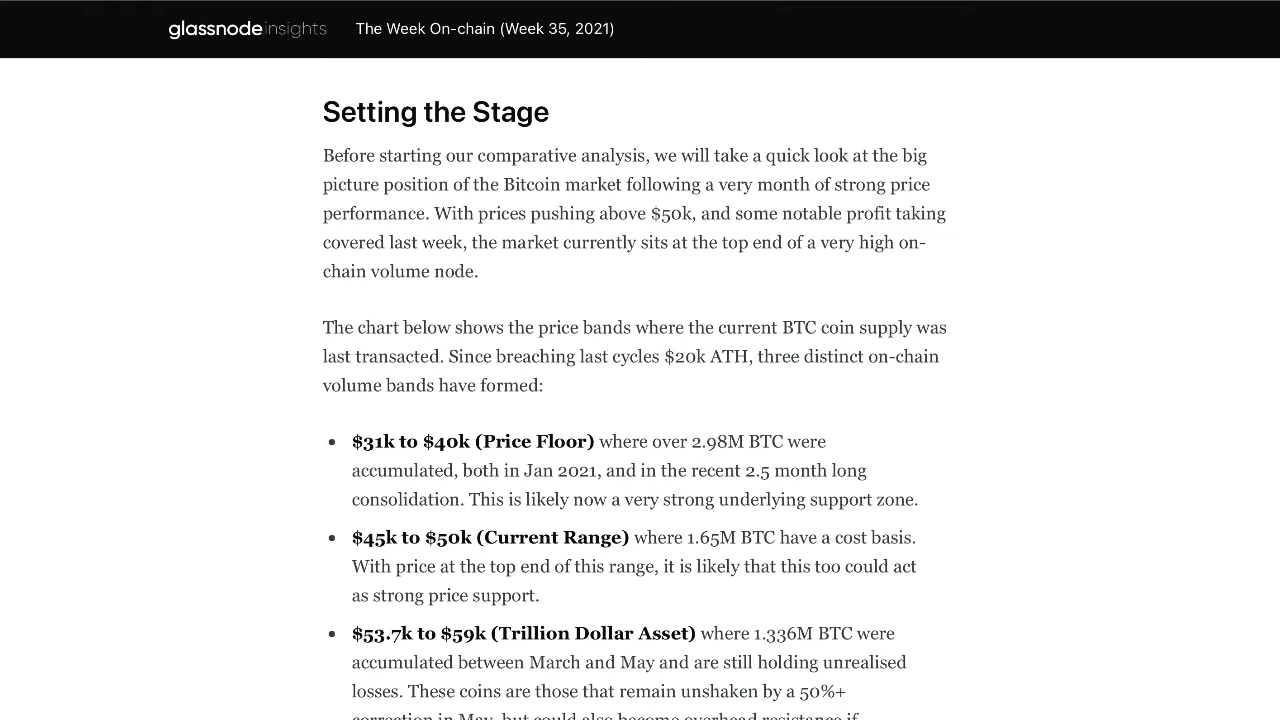 glassnode insights The Week On-chain (Week 35, 2021)
Setting the Stage
Before starting our comparative analysis, we will take a quick look at the big
picture position of the Bitcoin market following a very month of strong price
performance. With prices pushing above $50k, and some notable profit taking
covered last week, the market currently sits at the top end of a very high on-
chain volume node.
The chart below shows the price bands where the current BTC coin supply was
last transacted. Since breaching last cycles $20k ATH, three distinct on-chain
volume bands have formed:
• $31k to $40k (Price Floor) where over 2.98M BTC were
accumulated, both in Jan 2021, and in the recent 2.5 month long
consolidation. This is likely now a very strong underlying support zone.
• $45k to $50k (Current Range) where 1.65M BTC have a cost basis.
With price at the top end of this range, it is likely that this too could act
as strong price support.
• $53.7k to $59k (Trillion Dollar Asset) where 1.336M BTC were
accumulated between March and May and are still holding unrealised
losses. These coins are those that remain unshaken by a 50%+
correction in May, but could also become overhead resistance if